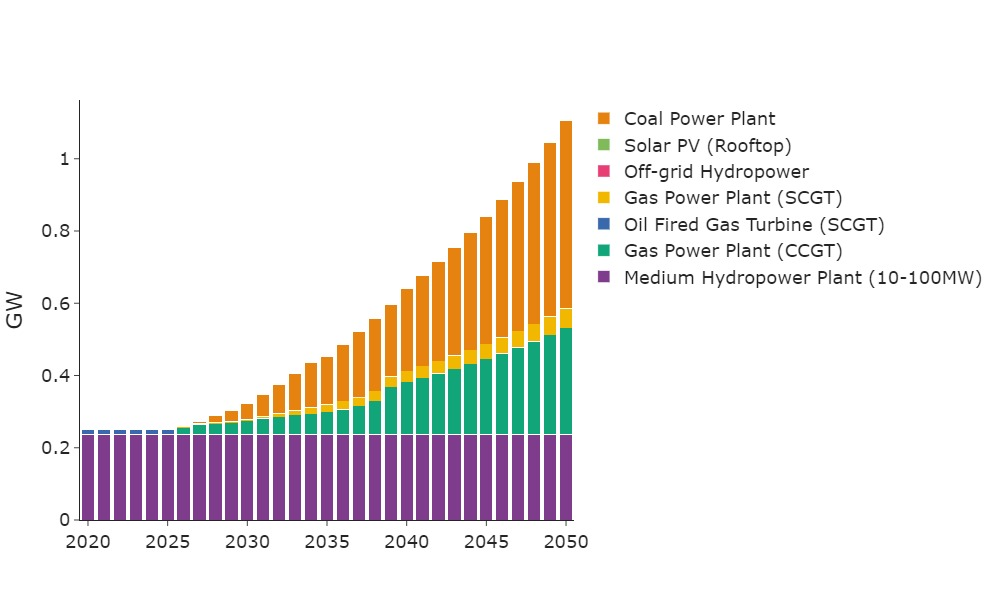 GW
1
0.8
0.6
0.4
0.2
0
2020 2025 2030 2035 2040 2045 2050
Coal Power Plant
Solar PV (Rooftop)
Off-grid Hydropower
Gas Power Plant (SCGT)
Oil Fired Gas Turbine (SCGT)
Gas Power Plant (CCGT)
Medium Hydropower Plant (10-100MW)